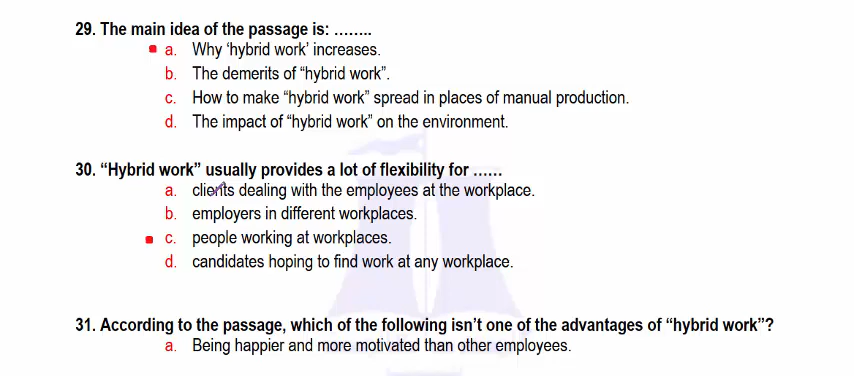 29. The main idea of the passage is: ........
a. Why ‘hybrid work’ increases.
b. The demerits of “hybrid work”.
c. How to make “hybrid work” spread in places of manual production.
d. The impact of “hybrid work” on the environment.
30. “Hybrid work” usually provides a lot of flexibility for ......
a. clients dealing with the employees at the workplace.
b. employers in different workplaces.
c. people working at workplaces.
d. candidates hoping to find work at any workplace.
31. According to the passage, which of the following isn’t one of the advantages of “hybrid work”?
a. Being happier and more motivated than other employees.